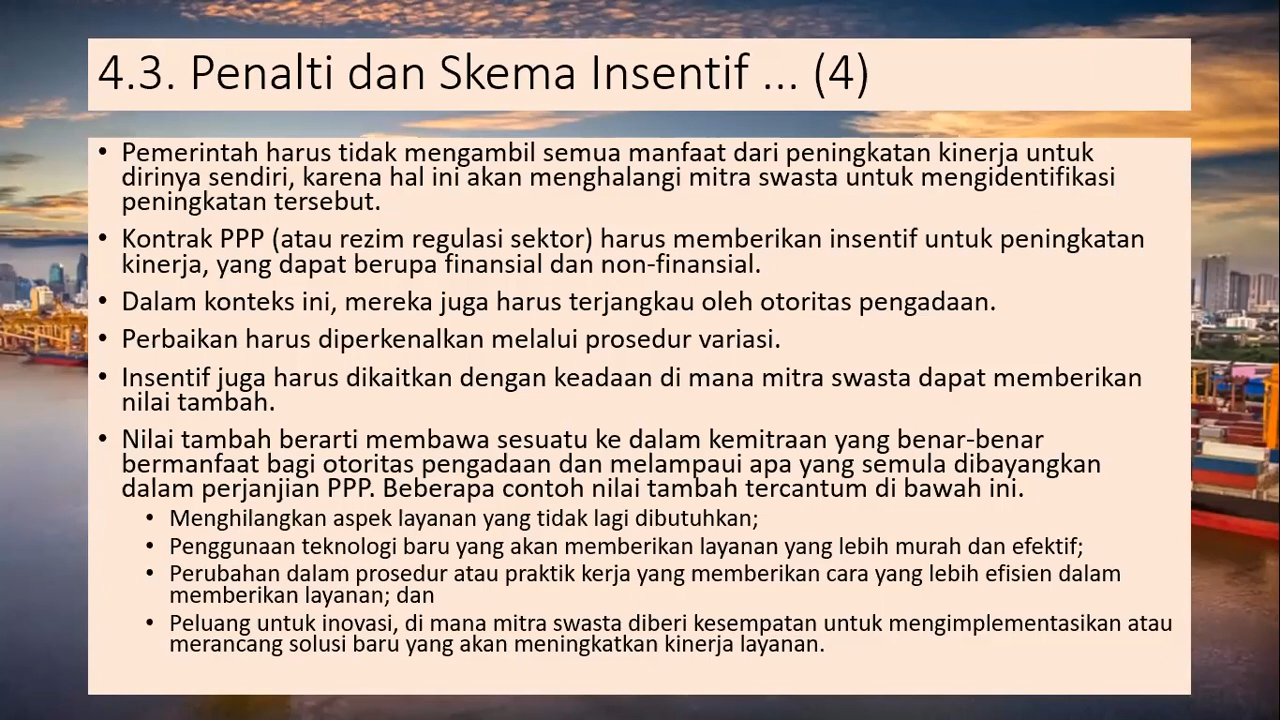 4.3. Penalti dan Skema Insentif ... (4)
• Pemerintah harus tidak mengambil semua manfaat dari peningkatan kinerja untuk
dirinya sendiri, karena hal ini akan menghalangi mitra swasta untuk mengidentifikasi
peningkatan tersebut.
• Kontrak PPP (atau rezim regulasi sektor) harus memberikan insentif untuk peningkatan
kinerja, yang dapat berupa finansial dan non-finansial.
• Dalam konteks ini, mereka juga harus terjangkau oleh otoritas pengadaan.
• Perbaikan harus diperkenalkan melalui prosedur variasi.
• Insentif juga harus dikaitkan dengan keadaan di mana mitra swasta dapat memberikan
nilai tambah.
• Nilai tambah berarti membawa sesuatu ke dalam kemitraan yang benar-benar
bermanfaat bagi otoritas pengadaan dan melampaui apa yang semula dibayangkan
dalam perjanjian PPP. Beberapa contoh nilai tambah tercantum di bawah ini.
• Menghilangkan aspek layanan yang tidak lagi dibutuhkan;
• Penggunaan teknologi baru yang akan memberikan layanan yang lebih murah dan efektif;
• Perubahan dalam prosedur atau praktik kerja yang memberikan cara yang lebih efisien dalam
memberikan layanan; dan
• Peluang untuk inovasi, di mana mitra swasta diberi kesempatan untuk mengimplementasikan atau
merancang solusi baru yang akan meningkatkan kinerja layanan.